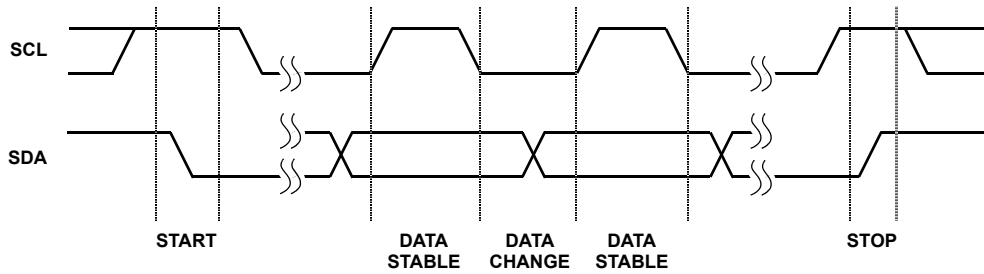 SCL
SDA
START
DATA
STABLE
DATA
CHANGE
DATA
STABLE
STOP